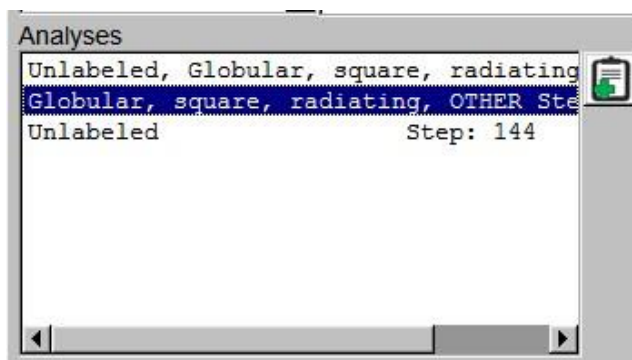 Analyses
Unlabeled, Globular, square, radiating
Globular, square, radiating, OTHER Ste
Unlabeled Step: 144